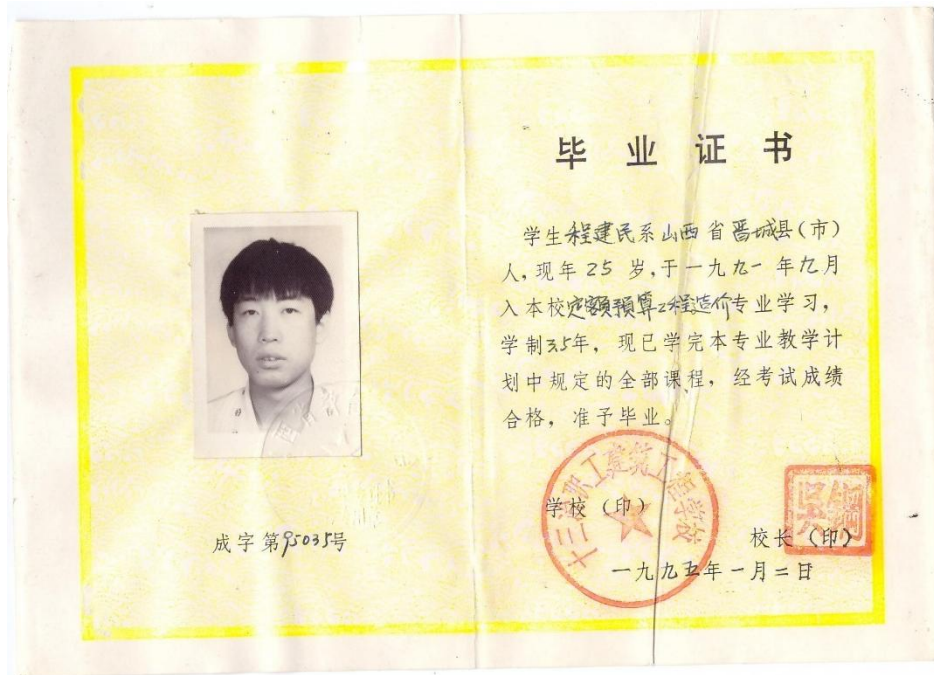 毕业证书
学生程建民系山西省晋城县(市)
人,现年25岁,于一九九一年九月
入本校定额预算工程造价专业学习,
学制3.5年,现已学完本专业教学计
划中规定的全部课程,经考试成绩
合格,准予毕业。
学校(印)
校长(印)
一九九五年一月二日
成字第95035号